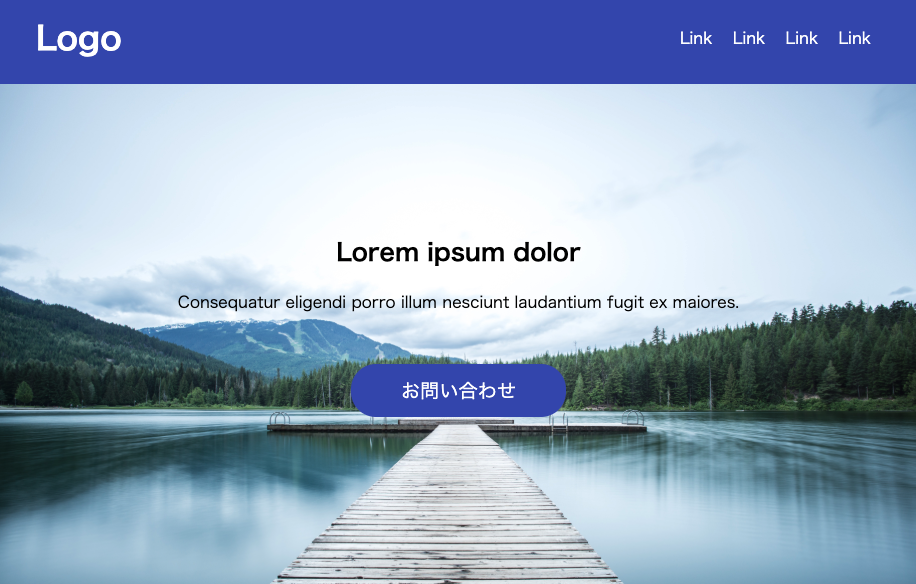 Logo
Link Link Link Link
Lorem ipsum dolor
Consequatur eligendi porro illum nesciunt laudantium fugit ex maiores.
お問い合わせ